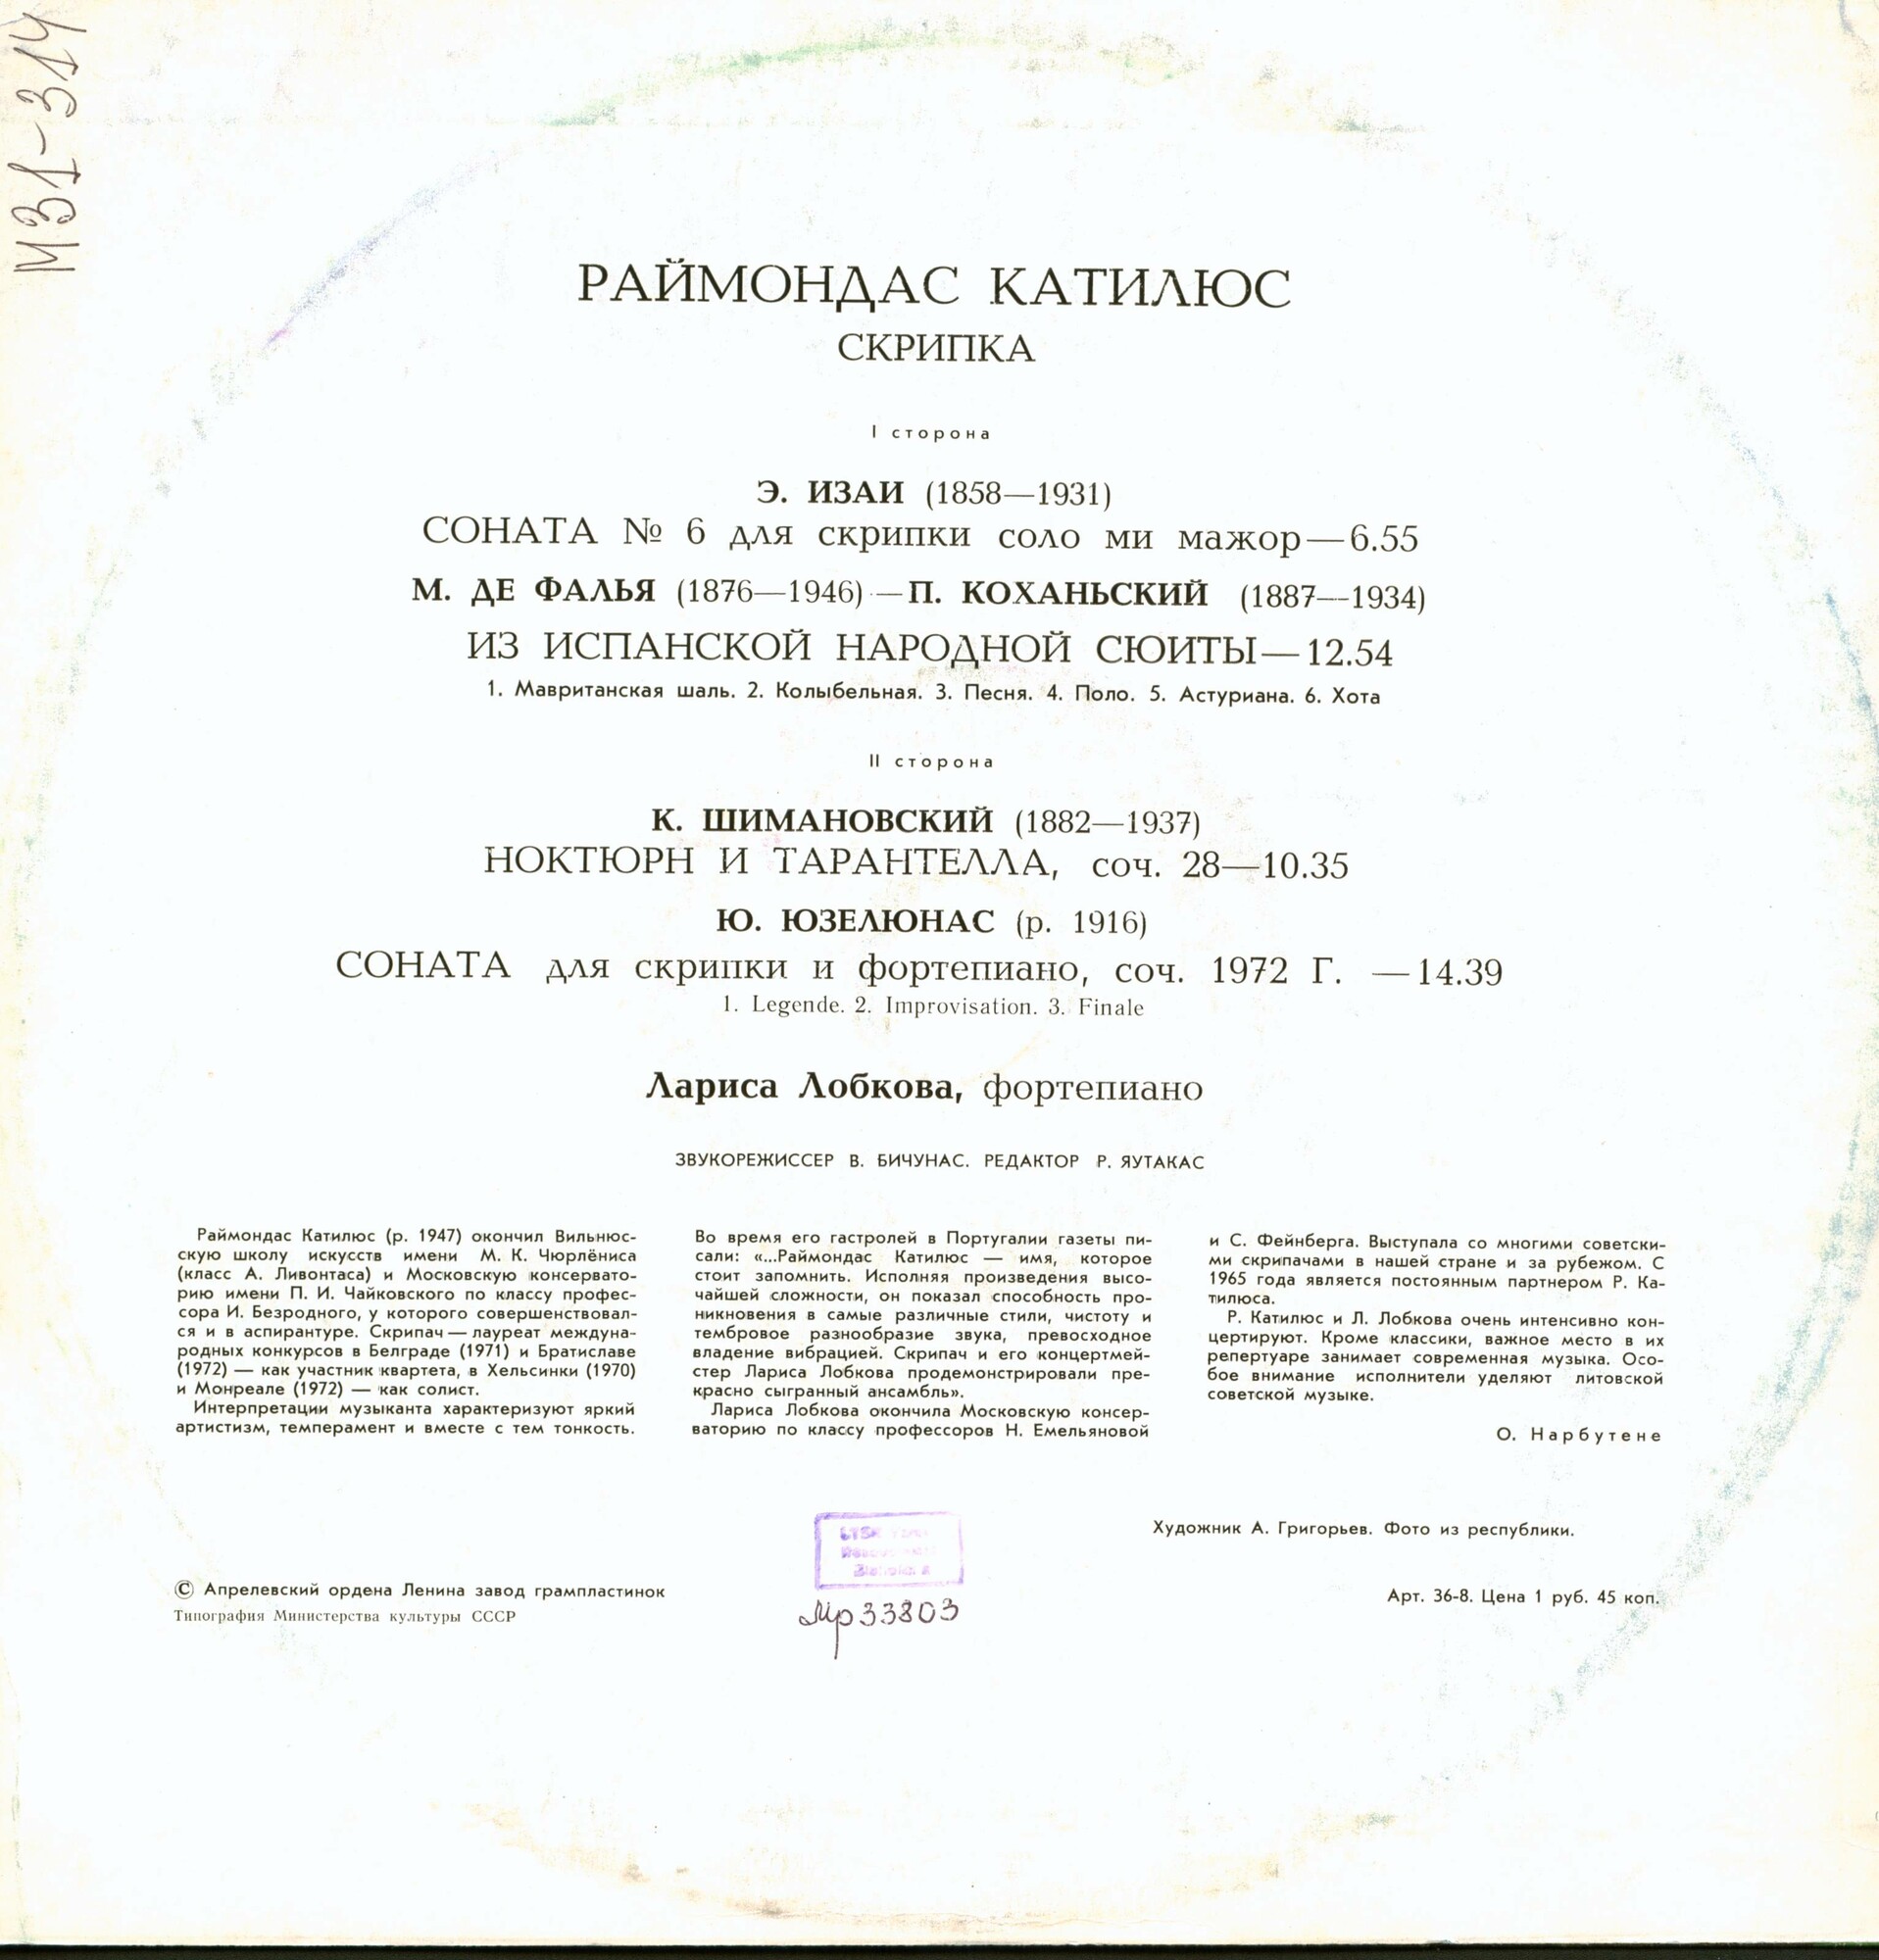 М31-314
РАЙМОНДАС КАТИЛЮС
СКРИПКА
I сторона
Э. ИЗАИ (1858—1931)
СОНАТА № 6 для скрипки соло ми мажор—6.55
М. ДЕ ФАЛЬЯ (1876—1946)—П. КОХАНЬСКИЙ (1887—1934)
ИЗ ИСПАНСКОЙ НАРОДНОЙ СЮИТЫ—12.54
1. Мавританская шаль. 2. Колыбельная. 3. Песня. 4. Поло. 5. Астуриана. 6. Хота
II сторона
К. ШИМАНОВСКИЙ (1882—1937)
НОКТЮРН И ТАРАНТЕЛЛА, соч. 28—10.35
Ю. ЮЗЕЛЮНАС (р. 1916)
СОНАТА для скрипки и фортепиано, соч. 1972 Г. —14.39
1. Legende. 2. Improvisation. 3. Finale
Лариса Лобкова, фортепиано
ЗВУКОРЕЖИССЕР В. БИЧУНАС. РЕДАКТОР Р. ЯУТАКАС
Раймондас Катилюс (р. 1947) окончил Вильнюс-
скую школу искусств имени М. К. Чюрлёниса
(класс А. Ливонтаса) и Московскую консервато-
рию имени П. И. Чайковского по классу профес-
сора И. Безродного, у которого совершенствовал-
ся и в аспирантуре. Скрипач — лауреат междуна-
родных конкурсов в Белграде (1971) и Братиславе
(1972) — как участник квартета, в Хельсинки (1970)
и Монреале (1972) — как солист.
Интерпретации музыканта характеризуют яркий
артистизм, темперамент и вместе с тем тонкость.
Во время его гастролей в Португалии газеты пи-
сали: «...Раймондас Катилюс — имя, которое
стоит запомнить. Исполняя произведения высо-
чайшей сложности, он показал способность про-
никновения в самые различные стили, чистоту и
тембровое разнообразие звука, превосходное
владение вибрацией. Скрипач и его концертмей-
стер Лариса Лобкова продемонстрировали пре-
красно сыгранный ансамбль».
Лариса Лобкова окончила Московскую консер-
ваторию по классу профессоров Н. Емельяновой
и С. Фейнберга. Выступала со многими советски-
ми скрипачами в нашей стране и за рубежом. С
1965 года является постоянным партнером Р. Ка-
тилюса.
Р. Катилюс и Л. Лобкова очень интенсивно кон-
цертируют. Кроме классики, важное место в их
репертуаре занимает современная музыка. Осо-
бое внимание исполнители уделяют литовской
советской музыке.
О. Нарбутене
Художник А. Григорьев. Фото из республики.
© Апрелевский ордена Ленина завод грампластинок
Типография Министерства культуры СССР
Мр33803
Арт. 36-8. Цена 1 руб. 45 коп.